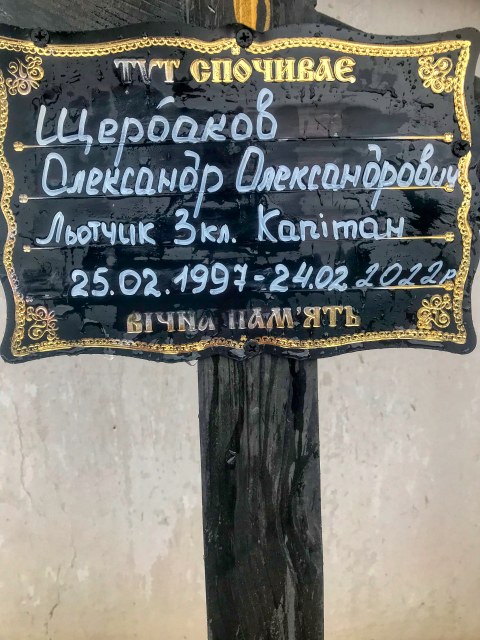 ТУТ СПОЧИВАЄ
Щербаков
Олександр Олександрович
Льотчик 3кл. Капітан
25.02.1997-24.02.2022р
ВІЧНА ПАМ'ЯТЬ